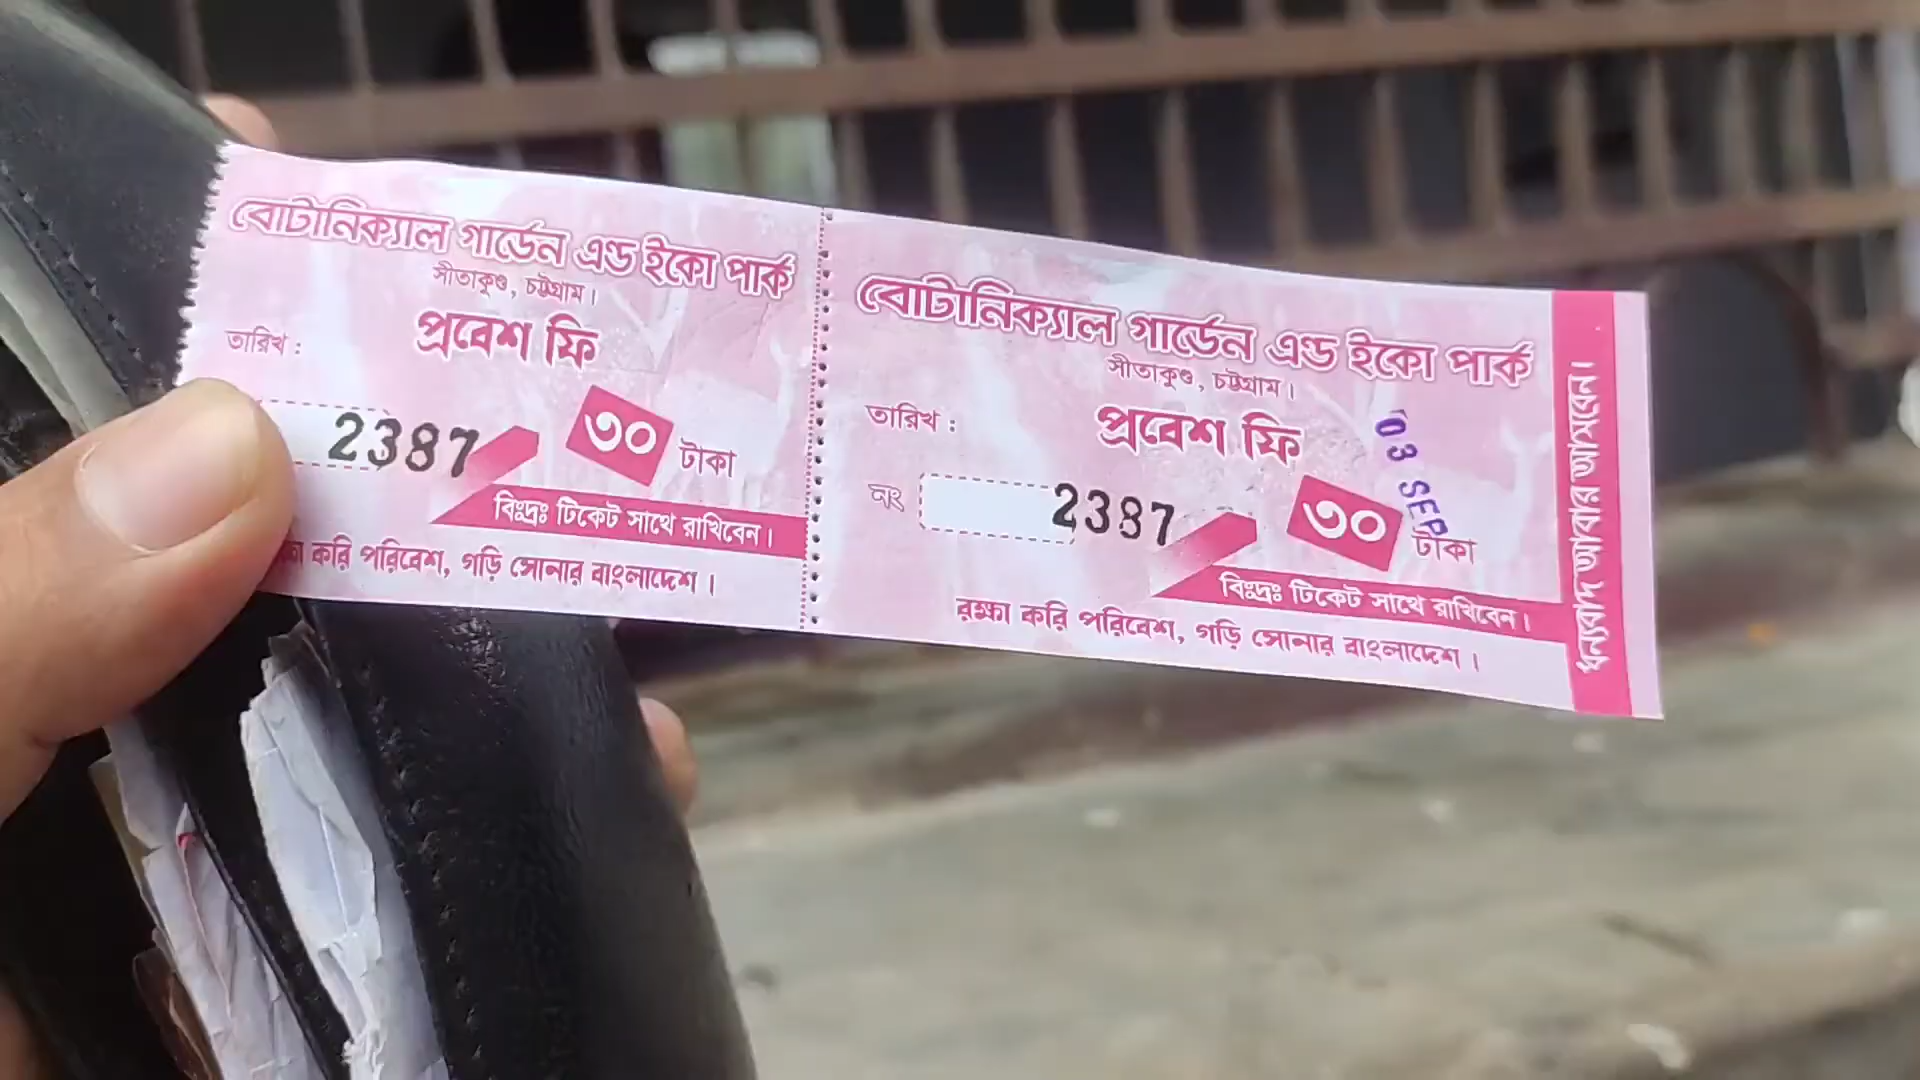 বোটানিক্যাল গার্ডেন এন্ড ইকো পার্ক
সীতাকুণ্ড, চট্টগ্রাম।
তারিখ :
প্রবেশ ফি
2387
৩০ টাকা
বিঃদ্রঃ টিকেট সাথে রাখিবেন।
করি পরিবেশ, গড়ি সোনার বাংলাদেশ।
বোটানিক্যাল গার্ডেন এন্ড ইকো পার্ক
সীতাকুণ্ড, চট্টগ্রাম।
তারিখ :
প্রবেশ ফি
03 SEP
নং 2387
৩০ টাকা
বিঃদ্রঃ টিকেট সাথে রাখিবেন।
রক্ষা করি পরিবেশ, গড়ি সোনার বাংলাদেশ।
ধন্যবাদ আবার আসবেন।